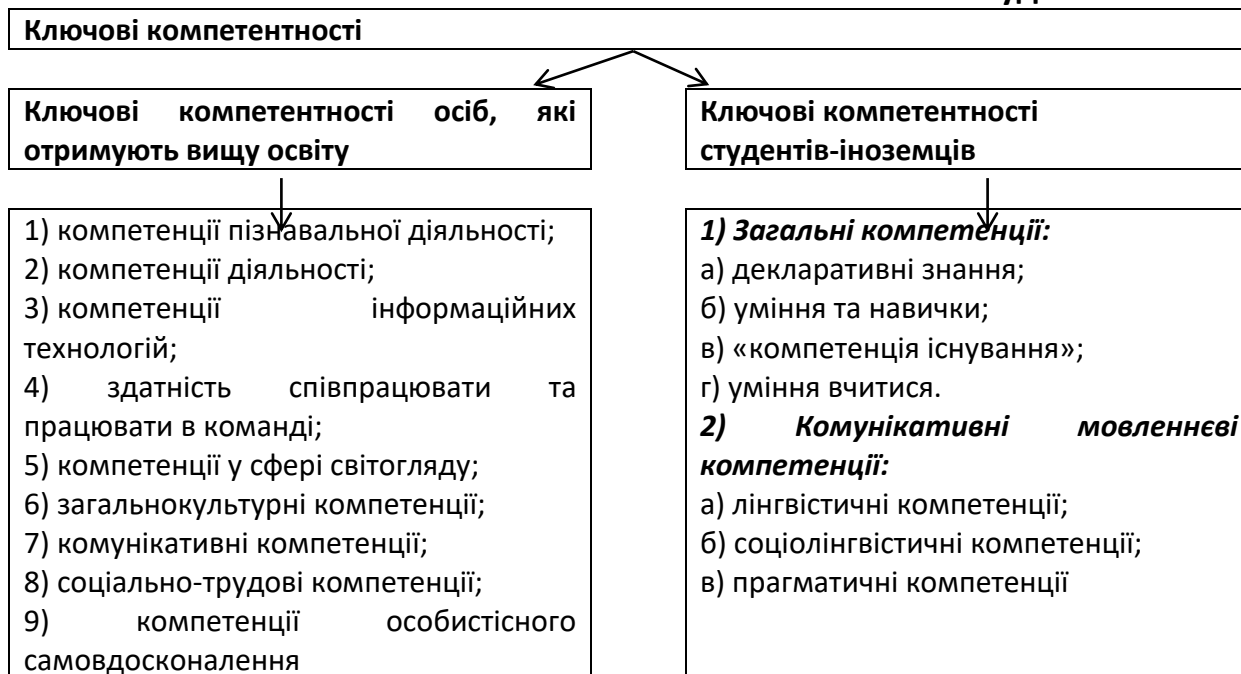 Ключові компетентності
Ключові компетентності осіб, які
отримують вищу освіту
Ключові компетентності
студентів-іноземців
1) компетенції пізнавальної діяльності;
2) компетенції діяльності;
3) компетенції інформаційних
технологій;
4) здатність співпрацювати та
працювати в команді;
5) компетенції у сфері світогляду;
6) загальнокультурні компетенції;
7) комунікативні компетенції;
8) соціально-трудові компетенції;
9) компетенції особистісного
самовдосконалення
1) Загальні компетенції:
а) декларативні знання;
б) уміння та навички;
в) «компетенція існування»;
г) уміння вчитися.
2) Комунікативні мовленнєві
компетенції:
а) лінгвістичні компетенції;
б) соціолінгвістичні компетенції;
в) прагматичні компетенції